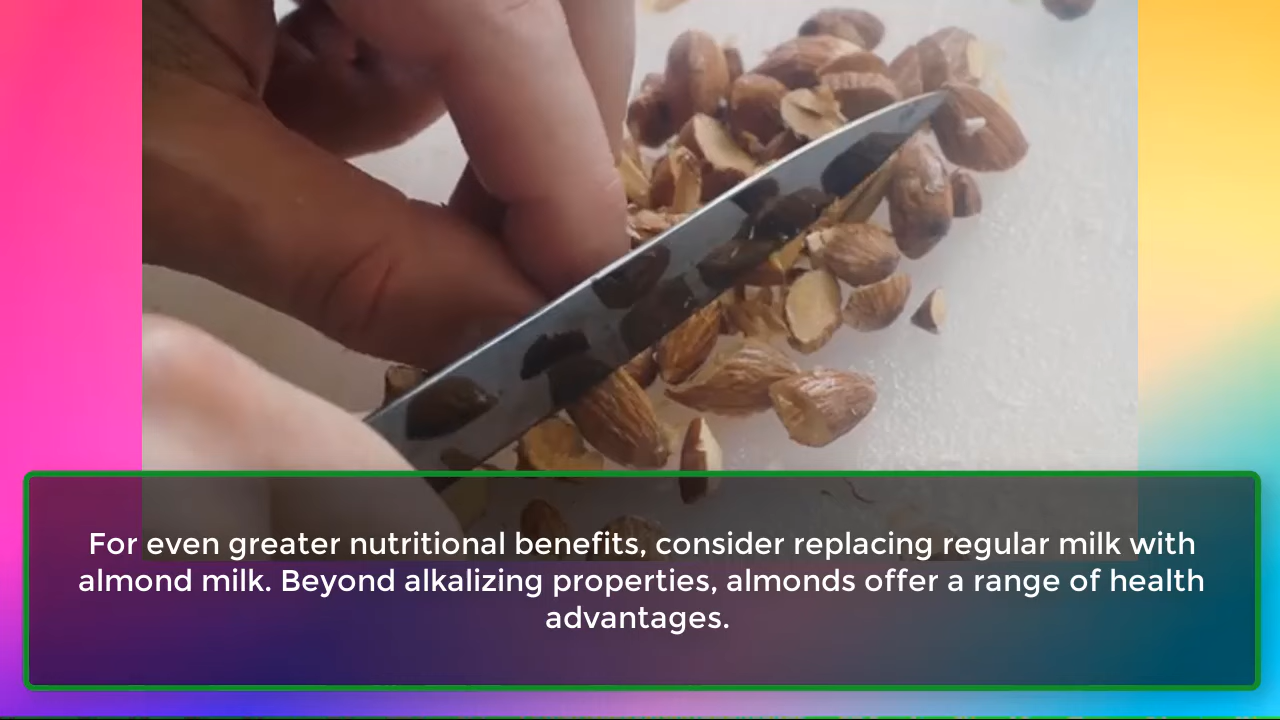 For even greater nutritional benefits, consider replacing regular milk with
almond milk. Beyond alkalizing properties, almonds offer a range of health
advantages.